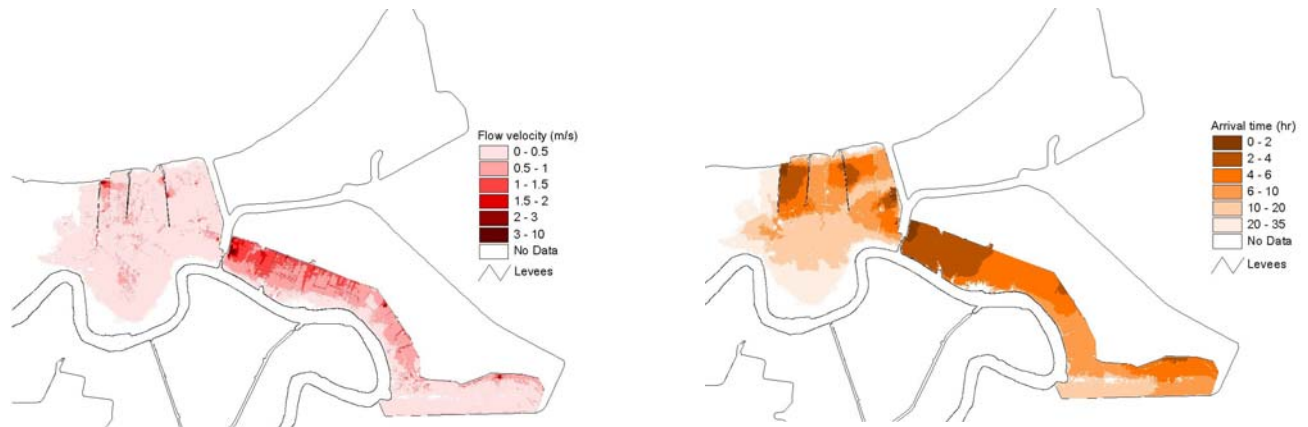 Flow velocity (m/s)
0 - 0.5
0.5 - 1
1 - 1.5
1.5 - 2
2 - 3
3 - 10
No Data
Levees
Arrival time (hr)
0 - 2
2 - 4
4 - 6
6 - 10
10 - 20
20 - 35
No Data
Levees